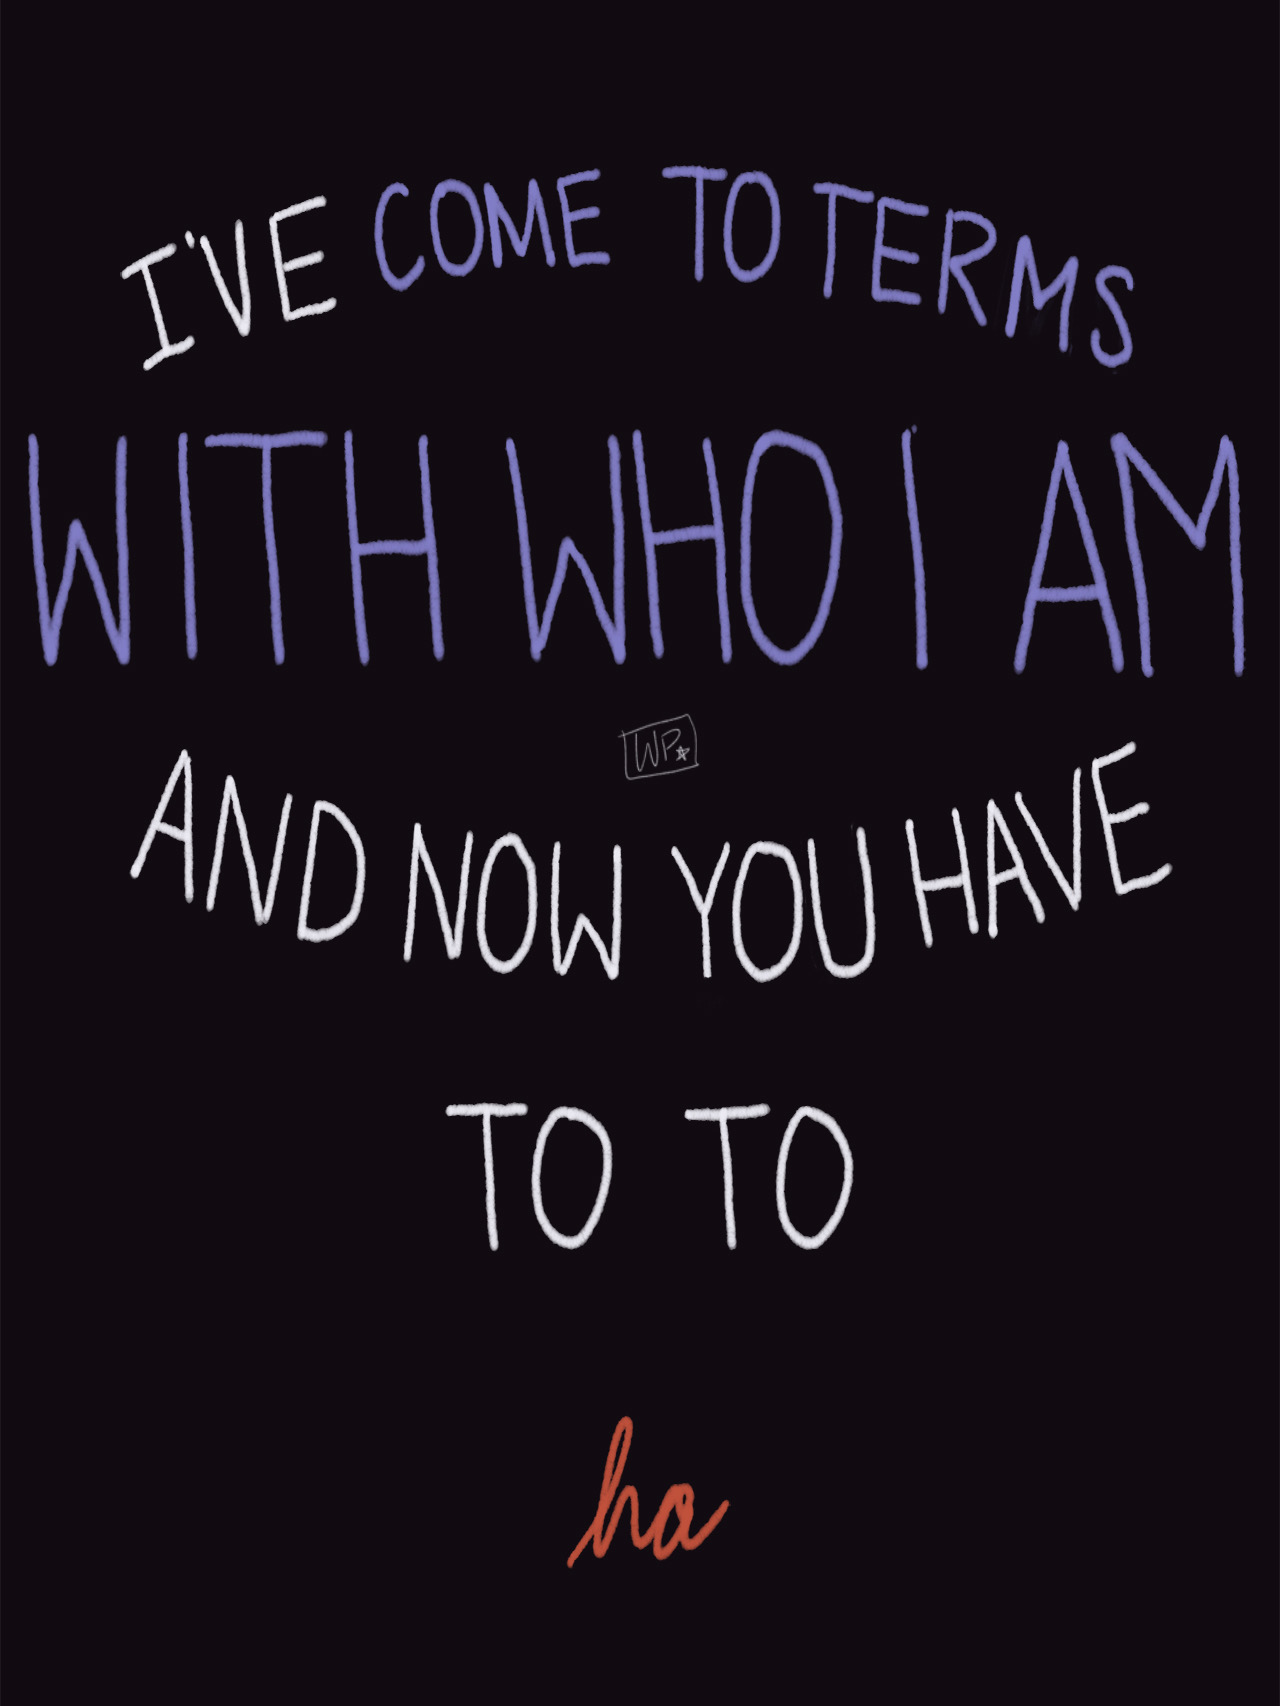 I'VE COME TO TERMS
WITH WHO I AM
WP
AND NOW YOU HAVE
TO TO
ha